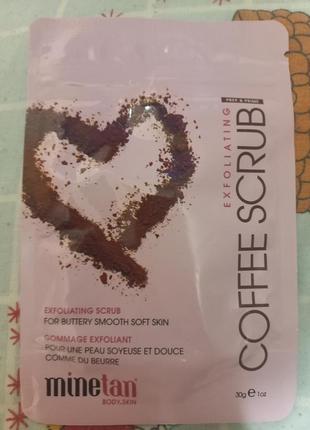 PREP & PRIME
EXFOLIATING
COFFEE SCRUB
EXFOLIATING SCRUB
FOR BUTTERY SMOOTH SOFT SKIN
GOMMAGE EXFOLIANT
POUR UNE PEAU SOYEUSE ET DOUCE
COMME DU BEURRE
minetan
BODY.SKIN
30g e 1oz